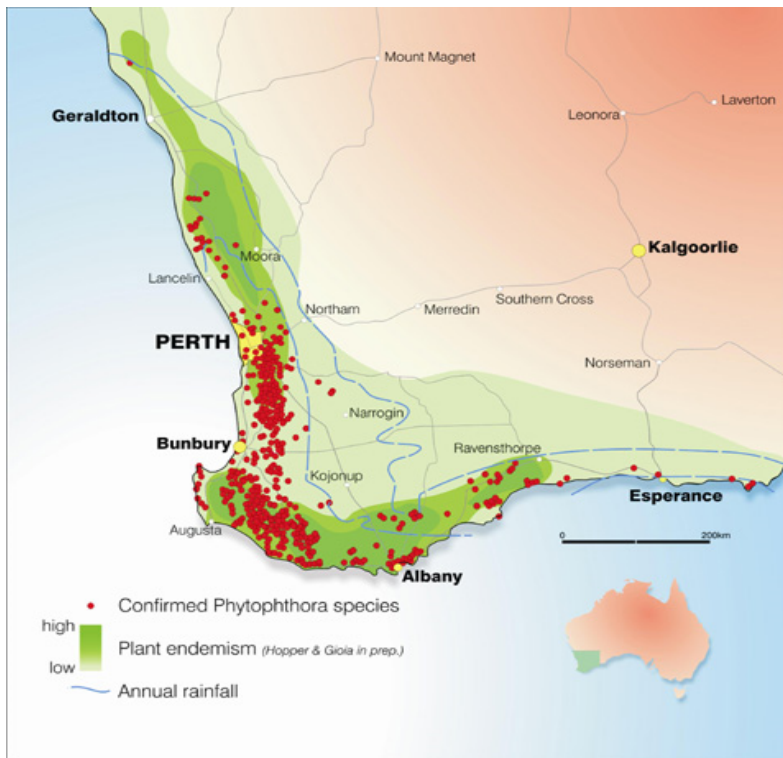 Mount Magnet
Laverton
Leonora
Geraldton
Kalgoorlie
Moora
Lancelin
Northam
Merredin
Southern Cross
PERTH
Norseman
Narrogin
Bunbury
Ravensthorpe
Kojonup
Esperance
Augusta
0 200km
Albany
Confirmed Phytophthora species
high
Plant endemism (Hopper & Gioia in prep.)
low
Annual rainfall